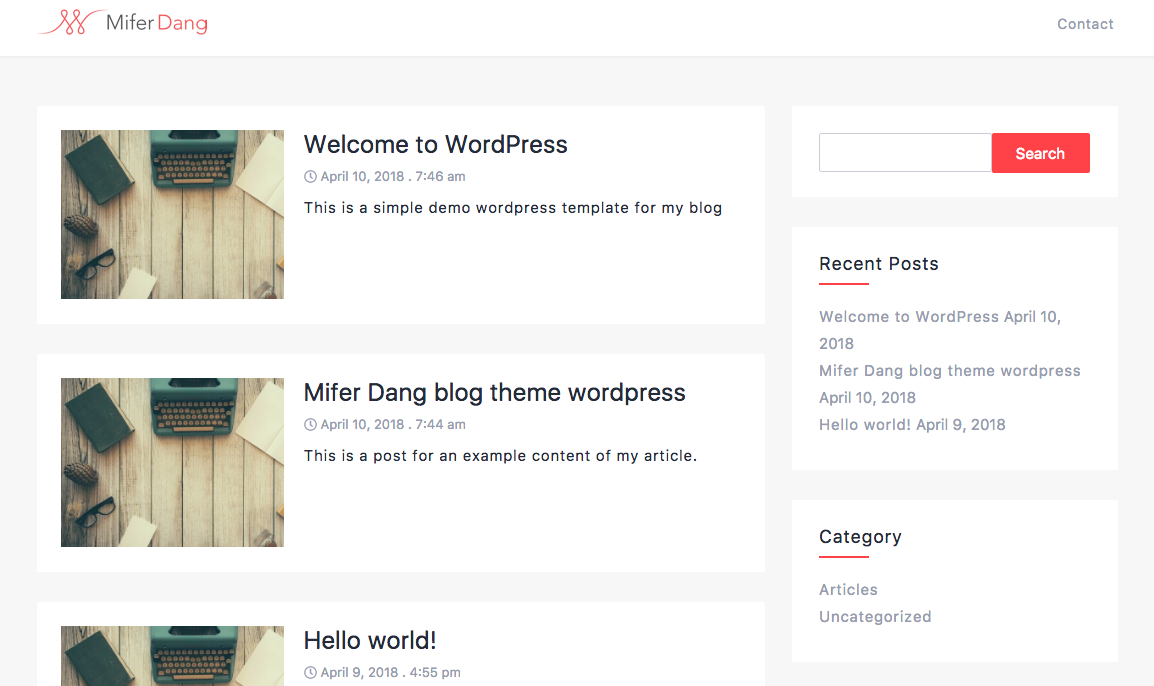 Mifer Dang
Contact
Welcome to WordPress
April 10, 2018 . 7:46 am
This is a simple demo wordpress template for my blog
Mifer Dang blog theme wordpress
April 10, 2018 . 7:44 am
This is a post for an example content of my article.
Hello world!
April 9, 2018 . 4:55 pm
Search
Recent Posts
Welcome to WordPress April 10,
2018
Mifer Dang blog theme wordpress
April 10, 2018
Hello world! April 9, 2018
Category
Articles
Uncategorized